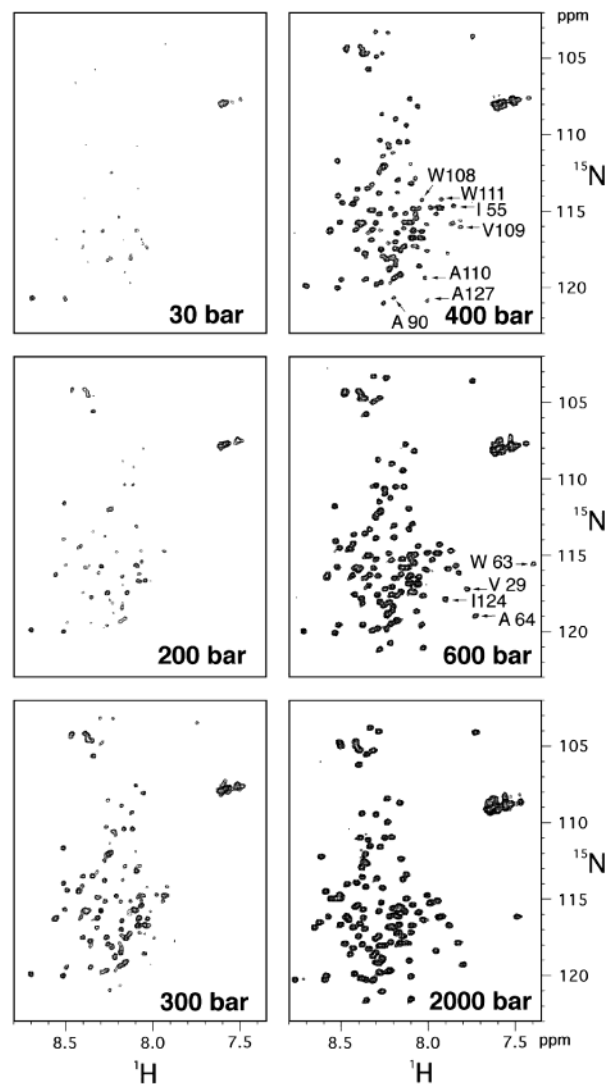 ppm
105
110
15N
115
120
W108
W111
I 55
V109
A110
A127
A 90
30 bar
400 bar
105
110
15N
115
120
W 63
V 29
I124
A 64
200 bar
600 bar
105
110
15N
115
120
300 bar
2000 bar
8.5 8.0 7.5 8.5 8.0 7.5 ppm
1H 1H